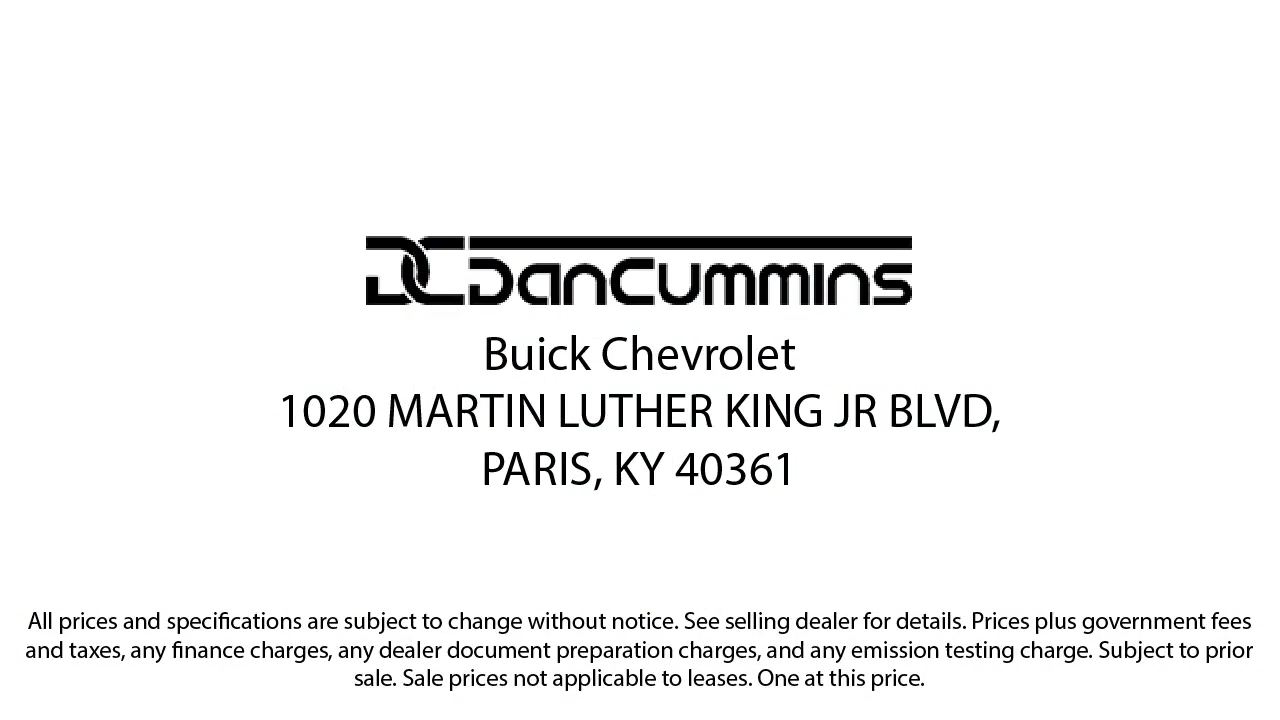 DC DanCummins
Buick Chevrolet
1020 MARTIN LUTHER KING JR BLVD,
PARIS, KY 40361
All prices and specifications are subject to change without notice. See selling dealer for details. Prices plus government fees
and taxes, any finance charges, any dealer document preparation charges, and any emission testing charge. Subject to prior
sale. Sale prices not applicable to leases. One at this price.